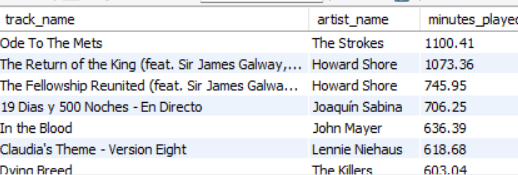 track_name artist_name minutes_played
Ode To The Mets The Strokes 1100.41
The Return of the King (feat. Sir James Galway,... Howard Shore 1073.36
The Fellowship Reunited (feat. Sir James Galwa... Howard Shore 745.95
19 Dias y 500 Noches - En Directo Joaquín Sabina 706.25
In the Blood John Mayer 636.39
Claudia's Theme - Version Eight Lennie Niehaus 618.68
Dying Breed The Killers 603.04